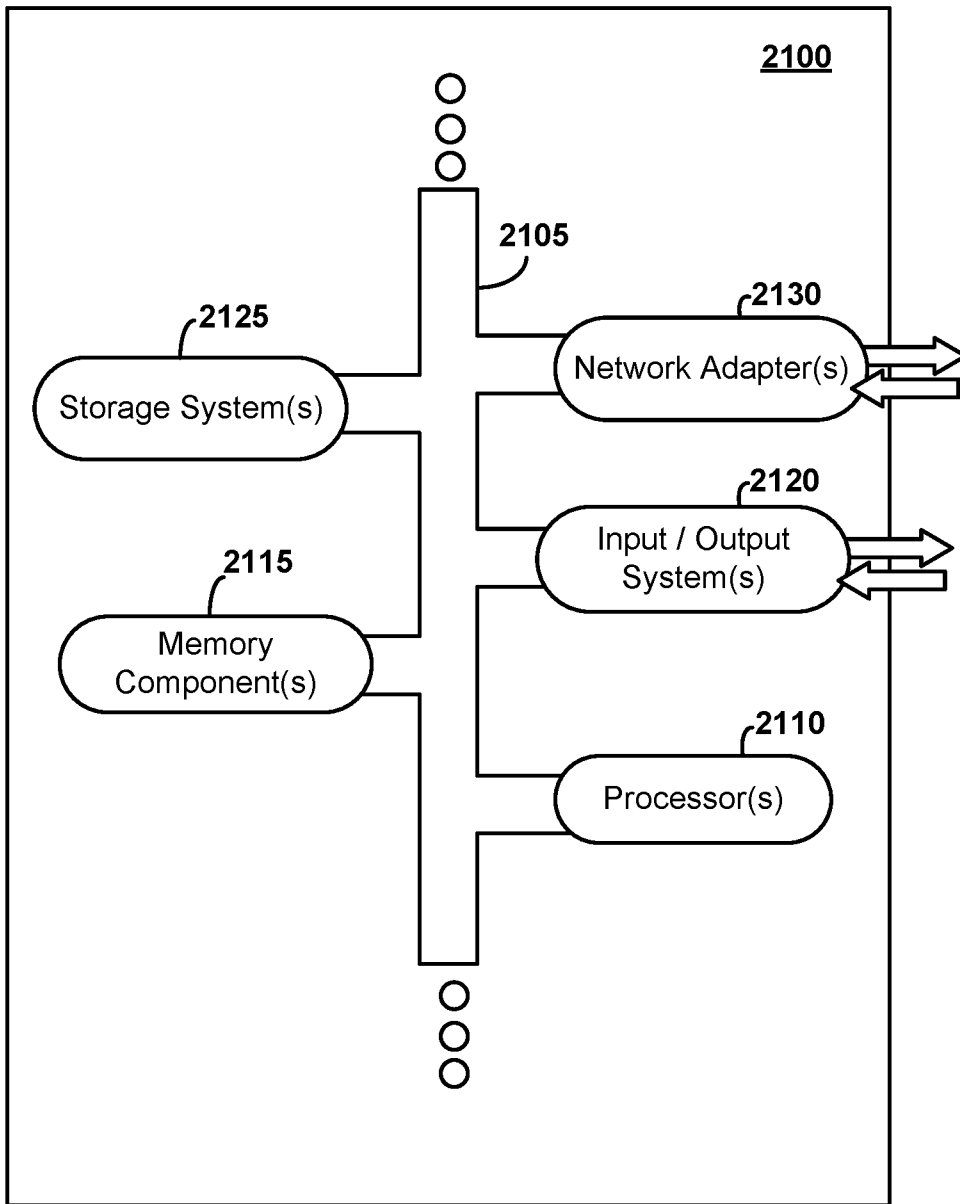 2100
2105
2125
Storage System(s)
2130
Network Adapter(s)
2120
Input / Output
System(s)
2115
Memory
Component(s)
2110
Processor(s)